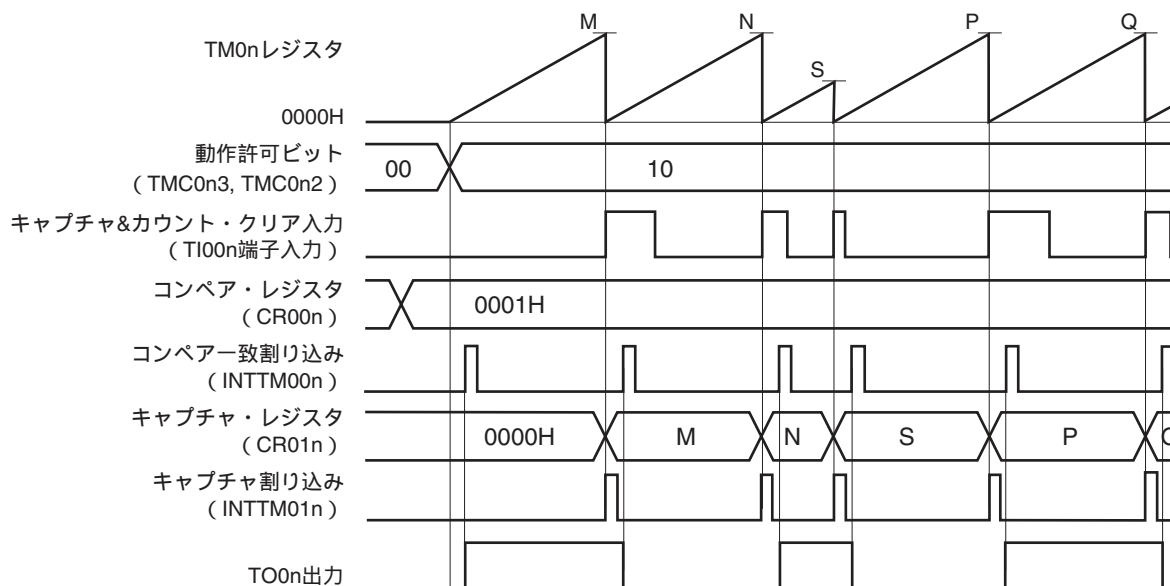 M N S P Q
TM0nレジスタ
0000H
動作許可ビット
（TMC0n3, TMC0n2）
00 10
キャプチャ&カウント・クリア入力
（TI00n端子入力）
コンペア・レジスタ
（CR00n）
0001H
コンペア一致割り込み
（INTTM00n）
キャプチャ・レジスタ
（CR01n）
0000H M N S P
キャプチャ割り込み
（INTTM01n）
TO0n出力